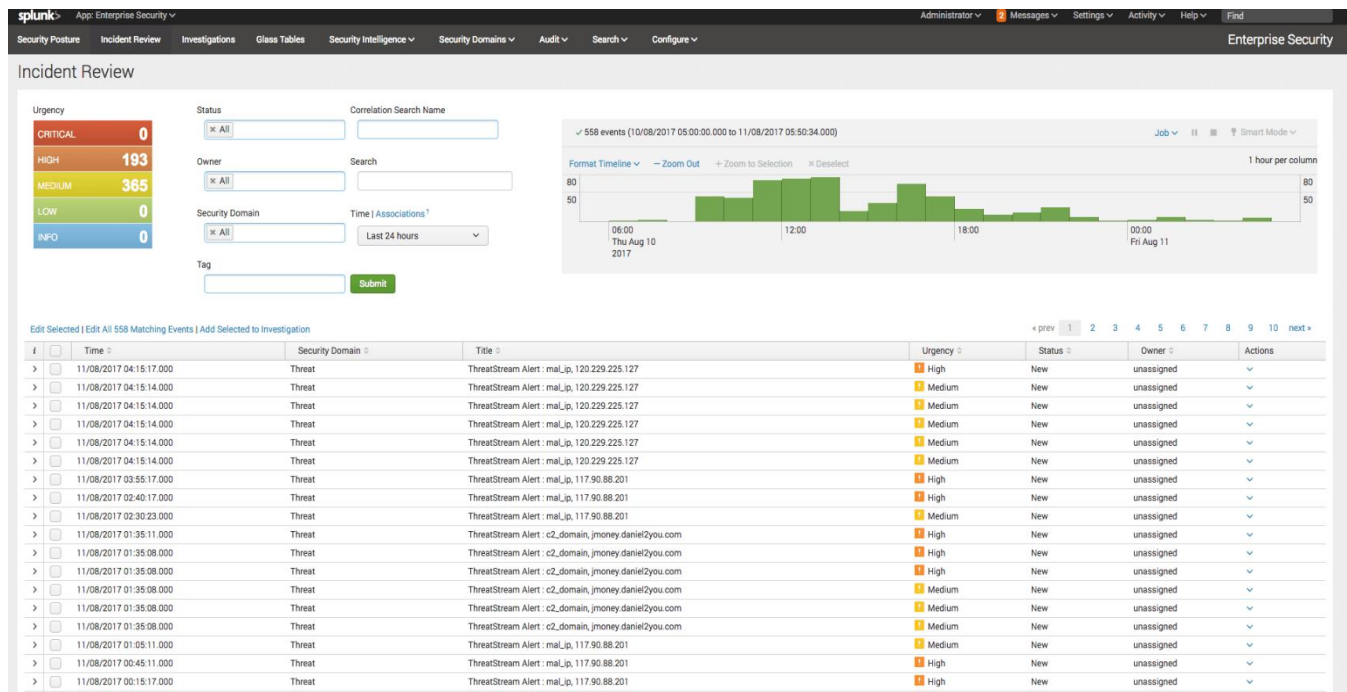 splunk> App: Enterprise Security Administrator 2 Messages Settings Activity Help Find
Security Posture Incident Review Investigations Glass Tables Security Intelligence Security Domains Audit Search Configure Enterprise Security
Incident Review
Urgency Status Correlation Search Name
CRITICAL 0 × All
✓ 558 events (10/08/2017 05:00:00.000 to 11/08/2017 05:50:34.000) Job Smart Mode
HIGH 193 Owner Search
Format Timeline – Zoom Out + Zoom to Selection × Deselect 1 hour per column
MEDIUM 365 × All
80 80
50 50
LOW 0 Security Domain Time | Associations ?
INFO 0 × All Last 24 hours
06:00 12:00 18:00 00:00
Thu Aug 10 Fri Aug 11
2017
Tag
Submit
Edit Selected | Edit All 558 Matching Events | Add Selected to Investigation « prev 1 2 3 4 5 6 7 8 9 10 next »
i Time Security Domain Title Urgency Status Owner Actions
11/08/2017 04:15:17.000 Threat ThreatStream Alert : mal_ip, 120.229.225.127 High New unassigned
11/08/2017 04:15:14.000 Threat ThreatStream Alert : mal_ip, 120.229.225.127 Medium New unassigned
11/08/2017 04:15:14.000 Threat ThreatStream Alert : mal_ip, 120.229.225.127 Medium New unassigned
11/08/2017 04:15:14.000 Threat ThreatStream Alert : mal_ip, 120.229.225.127 Medium New unassigned
11/08/2017 04:15:14.000 Threat ThreatStream Alert : mal_ip, 120.229.225.127 Medium New unassigned
11/08/2017 04:15:14.000 Threat ThreatStream Alert : mal_ip, 120.229.225.127 Medium New unassigned
11/08/2017 03:55:17.000 Threat ThreatStream Alert : mal_ip, 117.90.88.201 High New unassigned
11/08/2017 02:40:17.000 Threat ThreatStream Alert : mal_ip, 117.90.88.201 High New unassigned
11/08/2017 02:30:23.000 Threat ThreatStream Alert : mal_ip, 117.90.88.201 Medium New unassigned
11/08/2017 01:35:11.000 Threat ThreatStream Alert : c2_domain, jmoney.daniel2you.com High New unassigned
11/08/2017 01:35:08.000 Threat ThreatStream Alert : c2_domain, jmoney.daniel2you.com High New unassigned
11/08/2017 01:35:08.000 Threat ThreatStream Alert : c2_domain, jmoney.daniel2you.com High New unassigned
11/08/2017 01:35:08.000 Threat ThreatStream Alert : c2_domain, jmoney.daniel2you.com Medium New unassigned
11/08/2017 01:35:08.000 Threat ThreatStream Alert : c2_domain, jmoney.daniel2you.com Medium New unassigned
11/08/2017 01:35:08.000 Threat ThreatStream Alert : c2_domain, jmoney.daniel2you.com Medium New unassigned
11/08/2017 01:05:11.000 Threat ThreatStream Alert : mal_ip, 117.90.88.201 Medium New unassigned
11/08/2017 00:45:11.000 Threat ThreatStream Alert : mal_ip, 117.90.88.201 High New unassigned
11/08/2017 00:15:17.000 Threat ThreatStream Alert : mal_ip, 117.90.88.201 High New unassigned